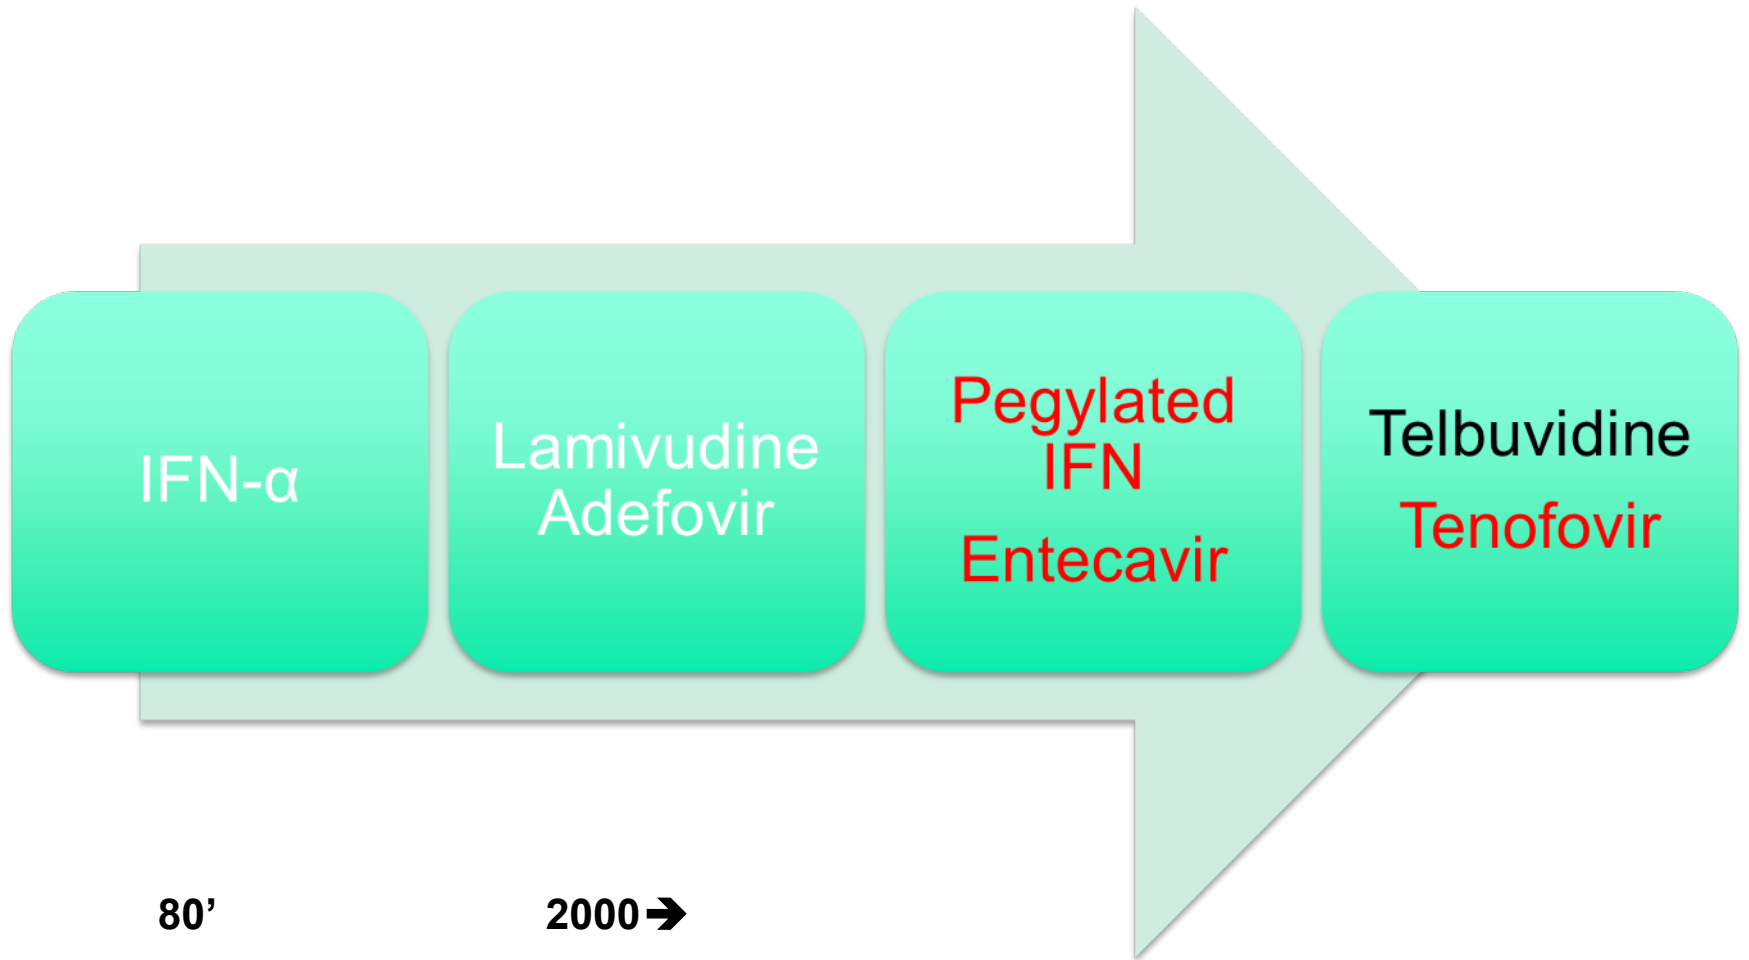 IFN-α
Lamivudine
Adefovir
Pegylated
IFN
Entecavir
Telbuvidine
Tenofovir
80’
2000➔